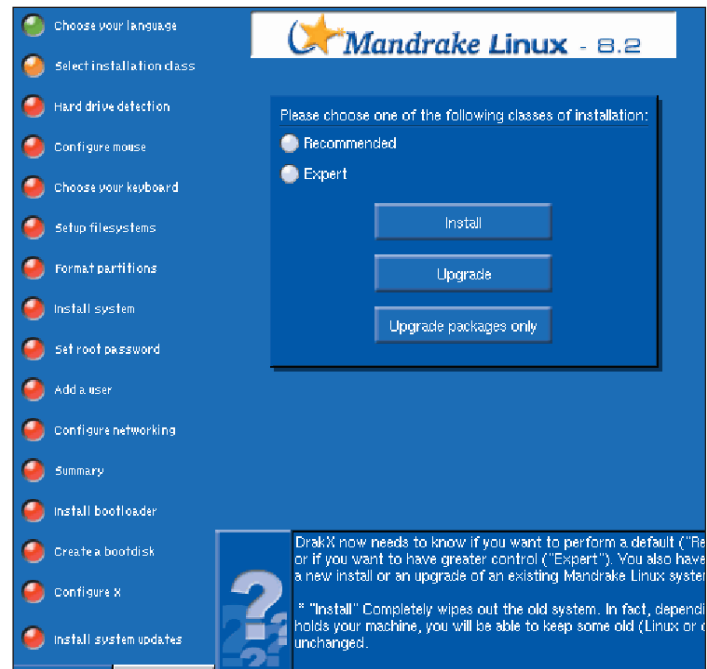 Choose your language
Select installation class
Hard drive detection
Configure mouse
Choose your keyboard
Setup filesystems
Format partitions
Install system
Set root password
Add a user
Configure networking
Summary
Install bootloader
Create a bootdisk
Configure X
Install system updates
Mandrake Linux - 8.2
Please choose one of the following classes of installation:
Recommended
Expert
Install
Upgrade
Upgrade packages only
DrakX now needs to know if you want to perform a default ("Re
or if you want to have greater control ("Expert"). You also have
a new install or an upgrade of an existing Mandrake Linux syste
* "Install" Completely wipes out the old system. In fact, dependi
holds your machine, you will be able to keep some old (Linux or
unchanged.